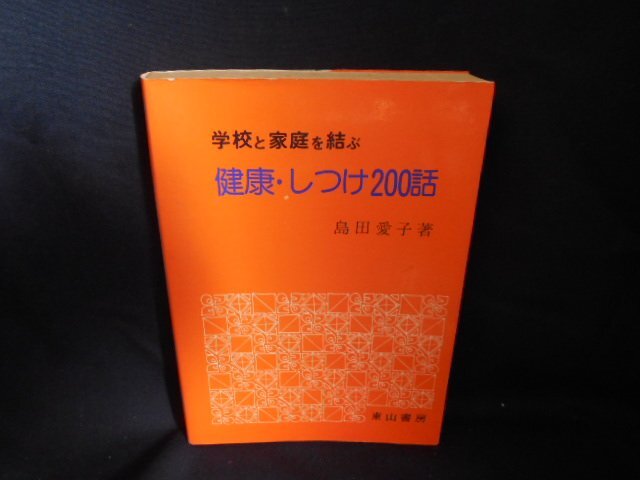 学校と家庭を結ぶ
健康・しつけ200話
島田愛子著
東山書房